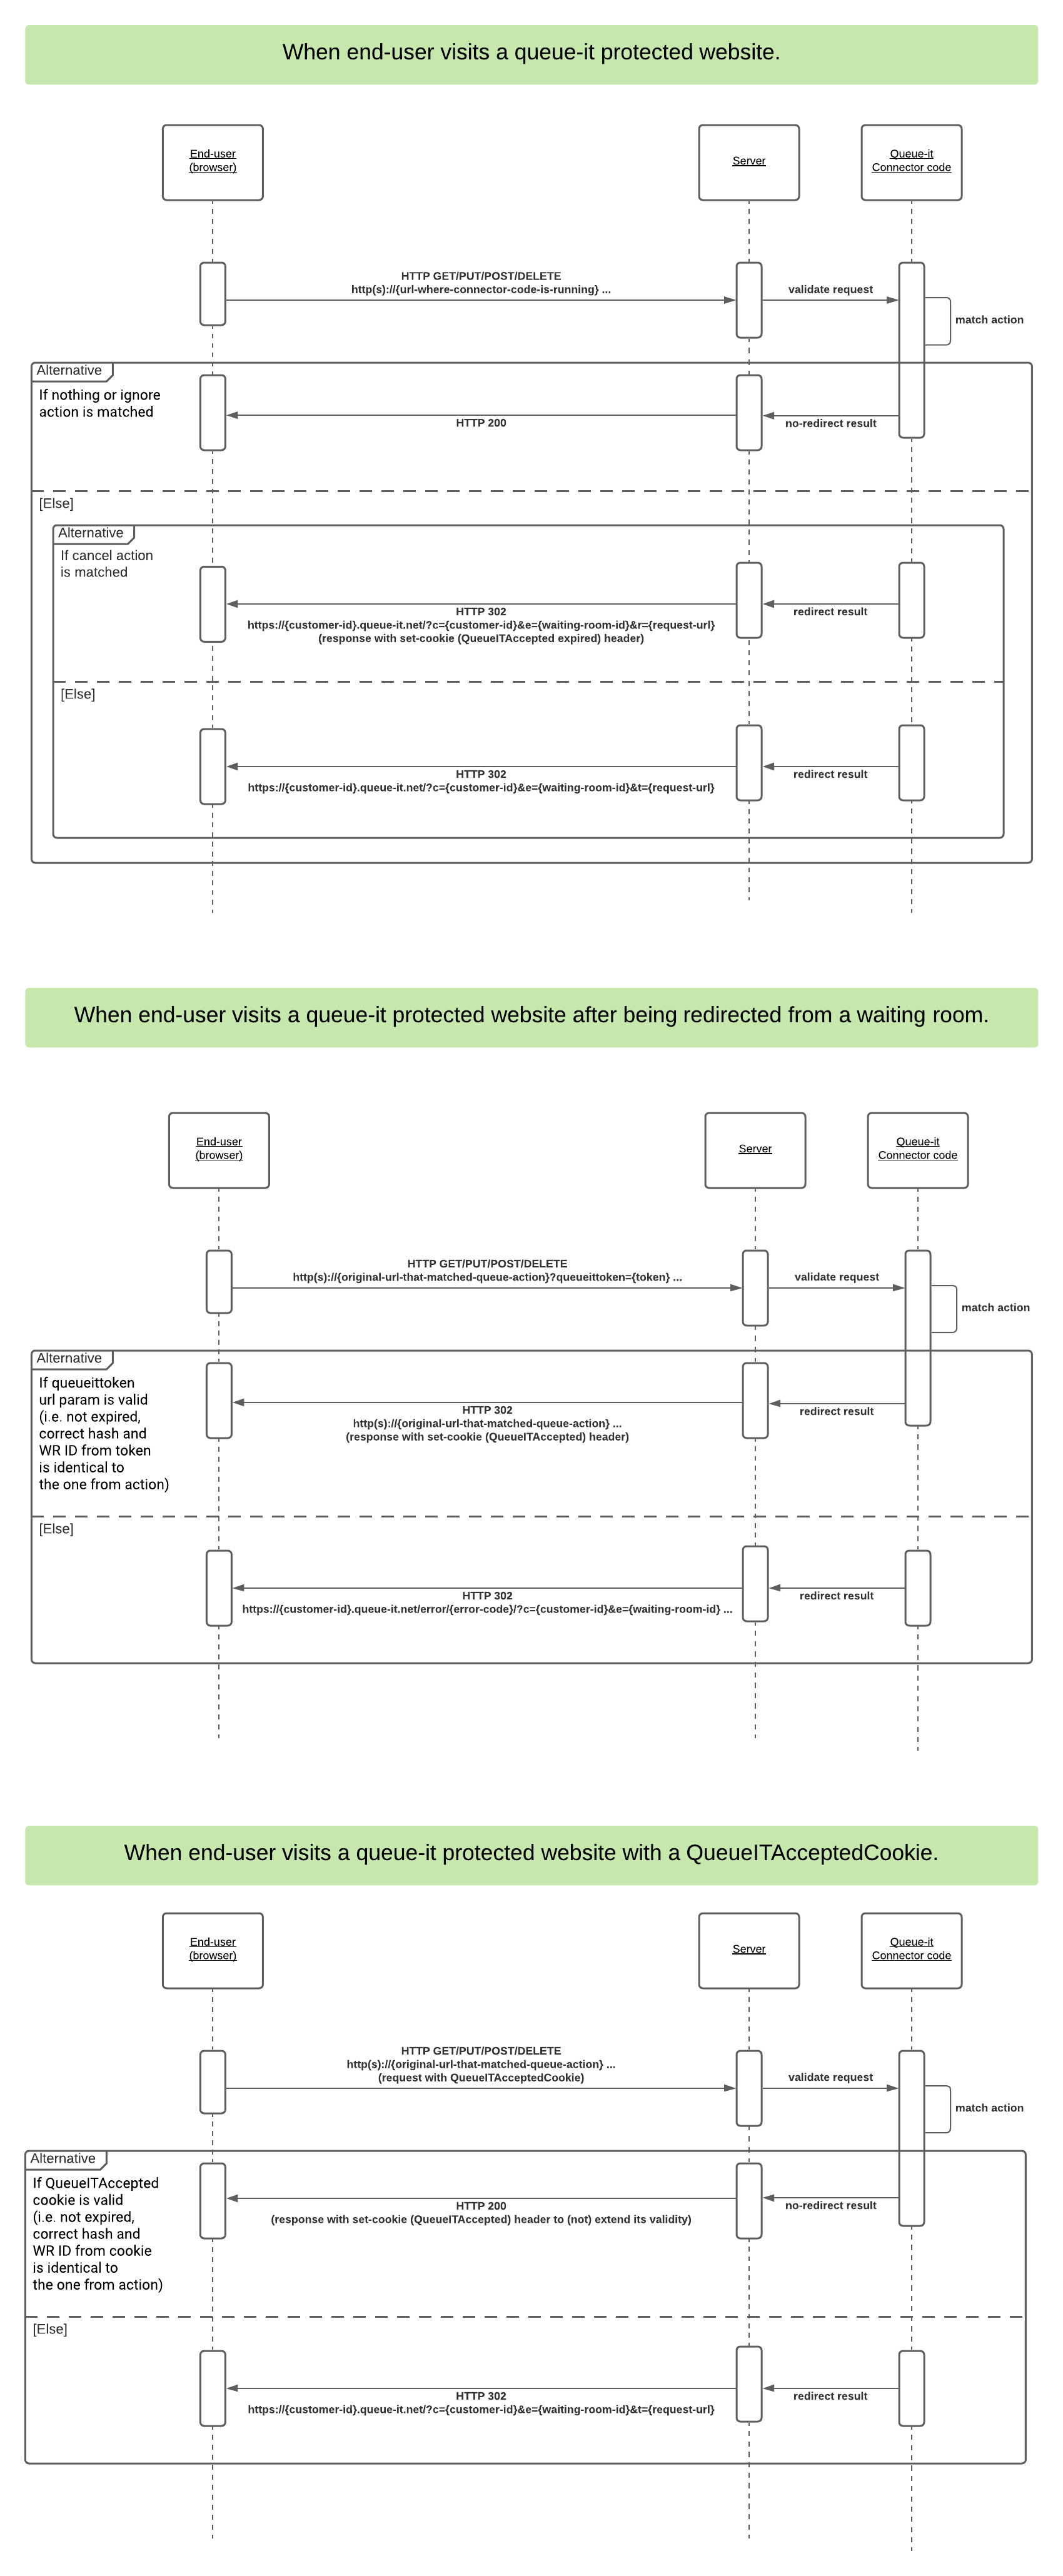 When end-user visits a queue-it protected website.
End-user
(browser)
Server
Queue-it
Connector code
HTTP GET/PUT/POST/DELETE
http(s)://{url-where-connector-code-is-running} ...
validate request
match action
Alternative
If nothing or ignore
action is matched
HTTP 200
no-redirect result
[Else]
Alternative
If cancel action
is matched
HTTP 302
https://{customer-id}.queue-it.net/?c={customer-id}&e={waiting-room-id}&r={request-url}
(response with set-cookie (QueueITAccepted expired) header)
redirect result
[Else]
HTTP 302
https://{customer-id}.queue-it.net/?c={customer-id}&e={waiting-room-id}&t={request-url}
redirect result
When end-user visits a queue-it protected website after being redirected from a waiting room.
End-user
(browser)
Server
Queue-it
Connector code
HTTP GET/PUT/POST/DELETE
http(s)://{original-url-that-matched-queue-action}?queueittoken={token} ...
validate request
match action
Alternative
If queueittoken
url param is valid
(i.e. not expired,
correct hash and
WR ID from token
is identical to
the one from action)
HTTP 302
http(s)://{original-url-that-matched-queue-action} ...
(response with set-cookie (QueueITAccepted) header)
redirect result
[Else]
HTTP 302
https://{customer-id}.queue-it.net/error/{error-code}/?c={customer-id}&e={waiting-room-id} ...
redirect result
When end-user visits a queue-it protected website with a QueueITAcceptedCookie.
End-user
(browser)
Server
Queue-it
Connector code
HTTP GET/PUT/POST/DELETE
http(s)://{original-url-that-matched-queue-action} ...
(request with QueueITAcceptedCookie)
validate request
match action
Alternative
If QueueITAccepted
cookie is valid
(i.e. not expired,
correct hash and
WR ID from cookie
is identical to
the one from action)
HTTP 200
(response with set-cookie (QueueITAccepted) header to (not) extend its validity)
no-redirect result
[Else]
HTTP 302
https://{customer-id}.queue-it.net/?c={customer-id}&e={waiting-room-id}&t={request-url}
redirect result